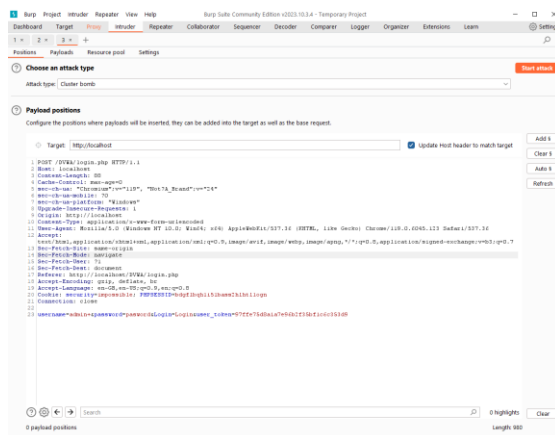 Burp Project Intruder Repeater View Help Burp Suite Community Edition v2023.10.3.4 - Temporary Project
Dashboard Target Proxy Intruder Repeater Collaborator Sequencer Decoder Comparer Logger Organizer Extensions Learn Setting
1 × 2 × 3 × +
Positions Payloads Resource pool Settings
Choose an attack type Start attack
Attack type: Cluster bomb
Payload positions
Configure the positions where payloads will be inserted, they can be added into the target as well as the base request.
Target: http://localhost Update Host header to match target
Add §
Clear §
Auto §
Refresh
1 POST /DVWA/login.php HTTP/1.1
2 Host: localhost
3 Content-Length: 88
4 Cache-Control: max-age=0
5 sec-ch-ua: "Chromium";v="119", "Not?A_Brand";v="24"
6 sec-ch-ua-mobile: ?0
7 sec-ch-ua-platform: "Windows"
8 Upgrade-Insecure-Requests: 1
9 Origin: http://localhost
10 Content-Type: application/x-www-form-urlencoded
11 User-Agent: Mozilla/5.0 (Windows NT 10.0; Win64; x64) AppleWebKit/537.36 (KHTML, like Gecko) Chrome/119.0.6045.123 Safari/537.36
12 Accept:
text/html,application/xhtml+xml,application/xml;q=0.9,image/avif,image/webp,image/apng,*/*;q=0.8,application/signed-exchange;v=b3;q=0.7
13 Sec-Fetch-Site: same-origin
14 Sec-Fetch-Mode: navigate
15 Sec-Fetch-User: ?1
16 Sec-Fetch-Dest: document
17 Referer: http://localhost/DVWA/login.php
18 Accept-Encoding: gzip, deflate, br
19 Accept-Language: en-GB,en-US;q=0.9,en;q=0.8
20 Cookie: security=impossible;
21 Connection: close
22
23
Search 0 highlights Clear
0 payload positions Length: 980